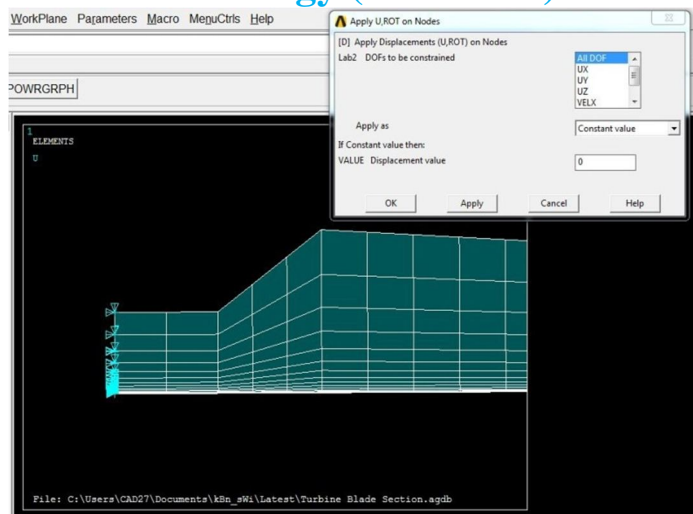 gy (
WorkPlane Parameters Macro MenuCtrls Help
POWRGRPH
Apply U,ROT on Nodes
[D] Apply Displacements (U,ROT) on Nodes
Lab2 DOFs to be constrained
All DOF
UX
UY
UZ
VELX
Apply as
Constant value
If Constant value then:
VALUE Displacement value
0
OK Apply Cancel Help
1
ELEMENTS
U
File: C:\Users\CAD27\Documents\kBn_sWi\Latest\Turbine Blade Section.agdb